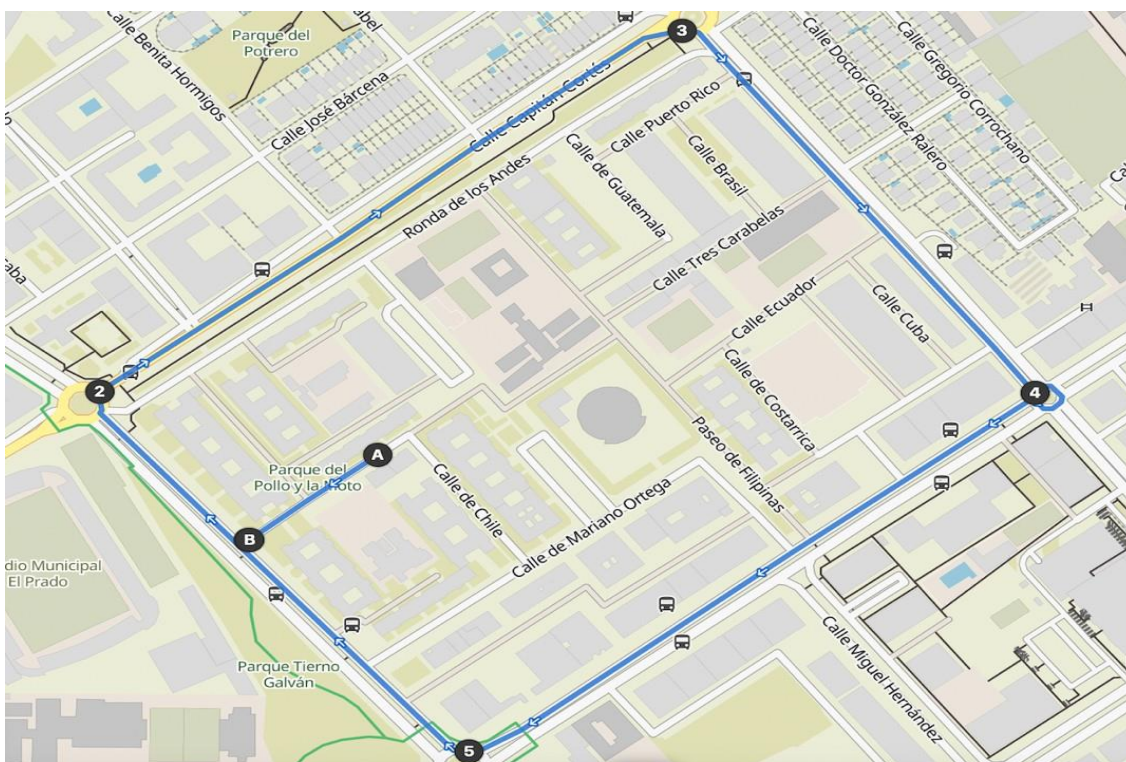 Calle Benita Hormigos
Parque del
Potrero
Calle José Bárcena
Calle Capitán Cortés
3
Calle Doctor González Ralero
Calle Gregorio Corrochano
Calle Puerto Rico
Calle Brasil
Calle de Guatemala
Ronda de los Andes
Calle Tres Carabelas
Calle Ecuador
Calle Cuba
2
4
Calle de Costarrica
Paseo de Filipinas
A
Parque del
Pollo y la Moto
Calle de Chile
Calle de Mariano Ortega
B
El Prado
Parque Tierno
Galván
Calle Miguel Hernández
5